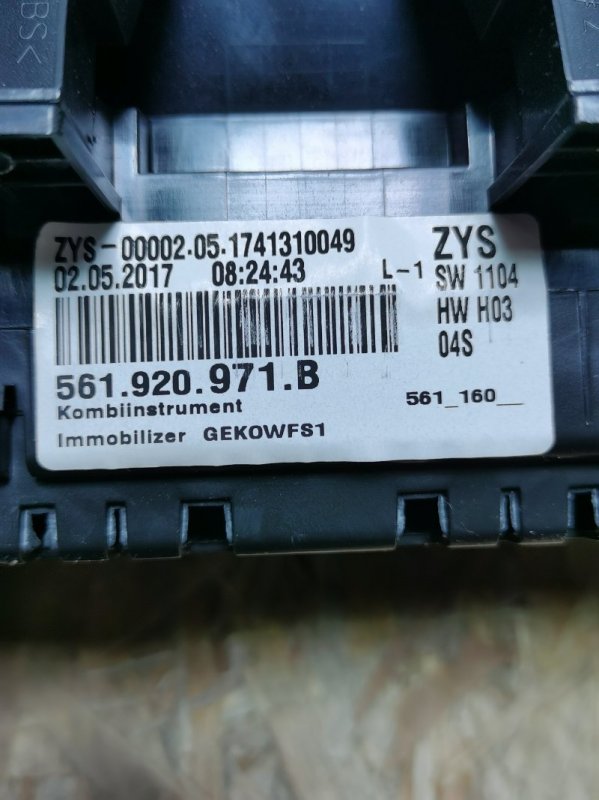 BS<
ZYS-00002.05.1741310049
02.05.2017 08:24:43 L-1
ZYS
SW 1104
HW H03
04S
561.920.971.B
Kombiinstrument
Immobilizer GEKOWFS1
561_160__